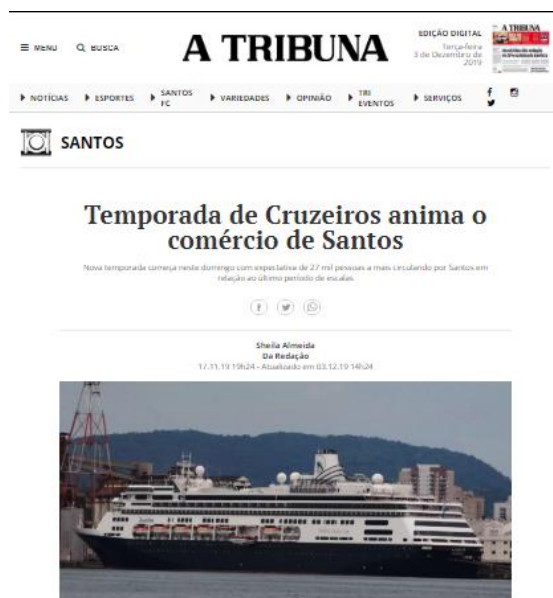 MENU
BUSCA
A TRIBUNA
EDIÇÃO DIGITAL
Terça-feira
3 de Dezembro de
2019
A TRIBUNA
NOTÍCIAS
ESPORTES
SANTOS
FC
VARIEDADES
OPINIÃO
TRI
EVENTOS
SERVIÇOS
SANTOS
Temporada de Cruzeiros anima o
comércio de Santos
Nova temporada começa neste domingo com expectativa de 27 mil pessoas a mais circulando por Santos em
relação ao último período de escalas
Sheila Almeida
Da Redação
17.11.19 19h24 - Atualizado em 03.12.19 14h24